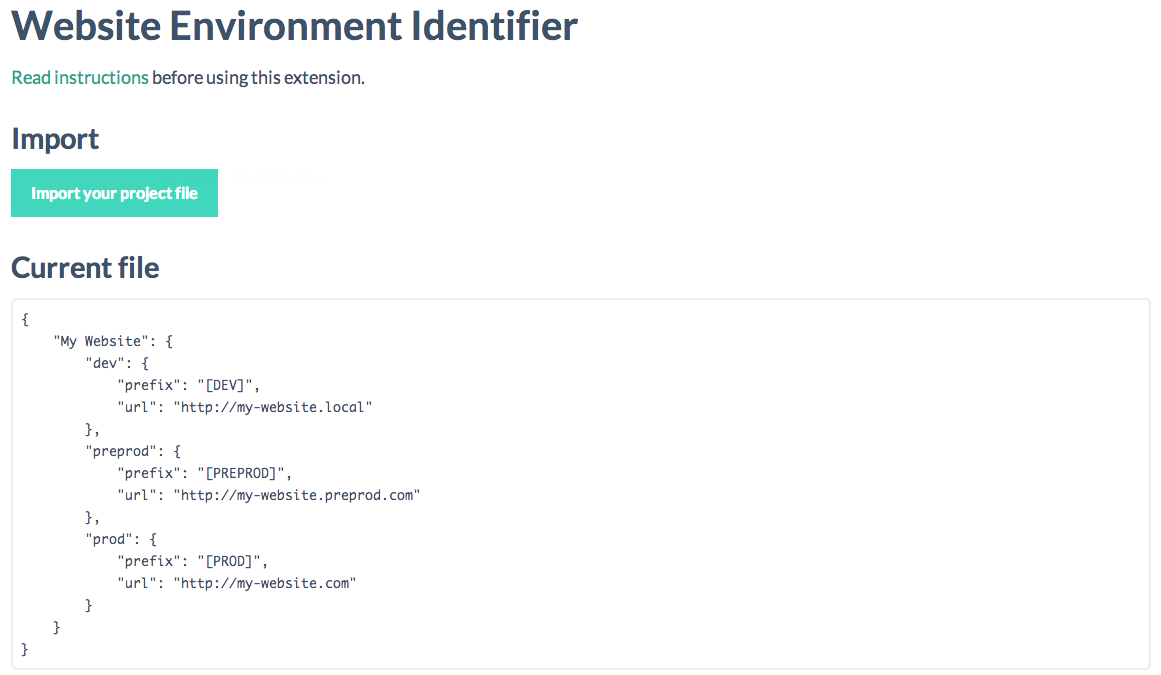 Website Environment Identifier
Read instructions before using this extension.
Import
Import your project file
Current file
{
    "My Website": {
        "dev": {
            "prefix": "[DEV]",
            "url": "http://my-website.local"
        },
        "preprod": {
            "prefix": "[PREPROD]",
            "url": "http://my-website.preprod.com"
        },
        "prod": {
            "prefix": "[PROD]",
            "url": "http://my-website.com"
        }
    }
}